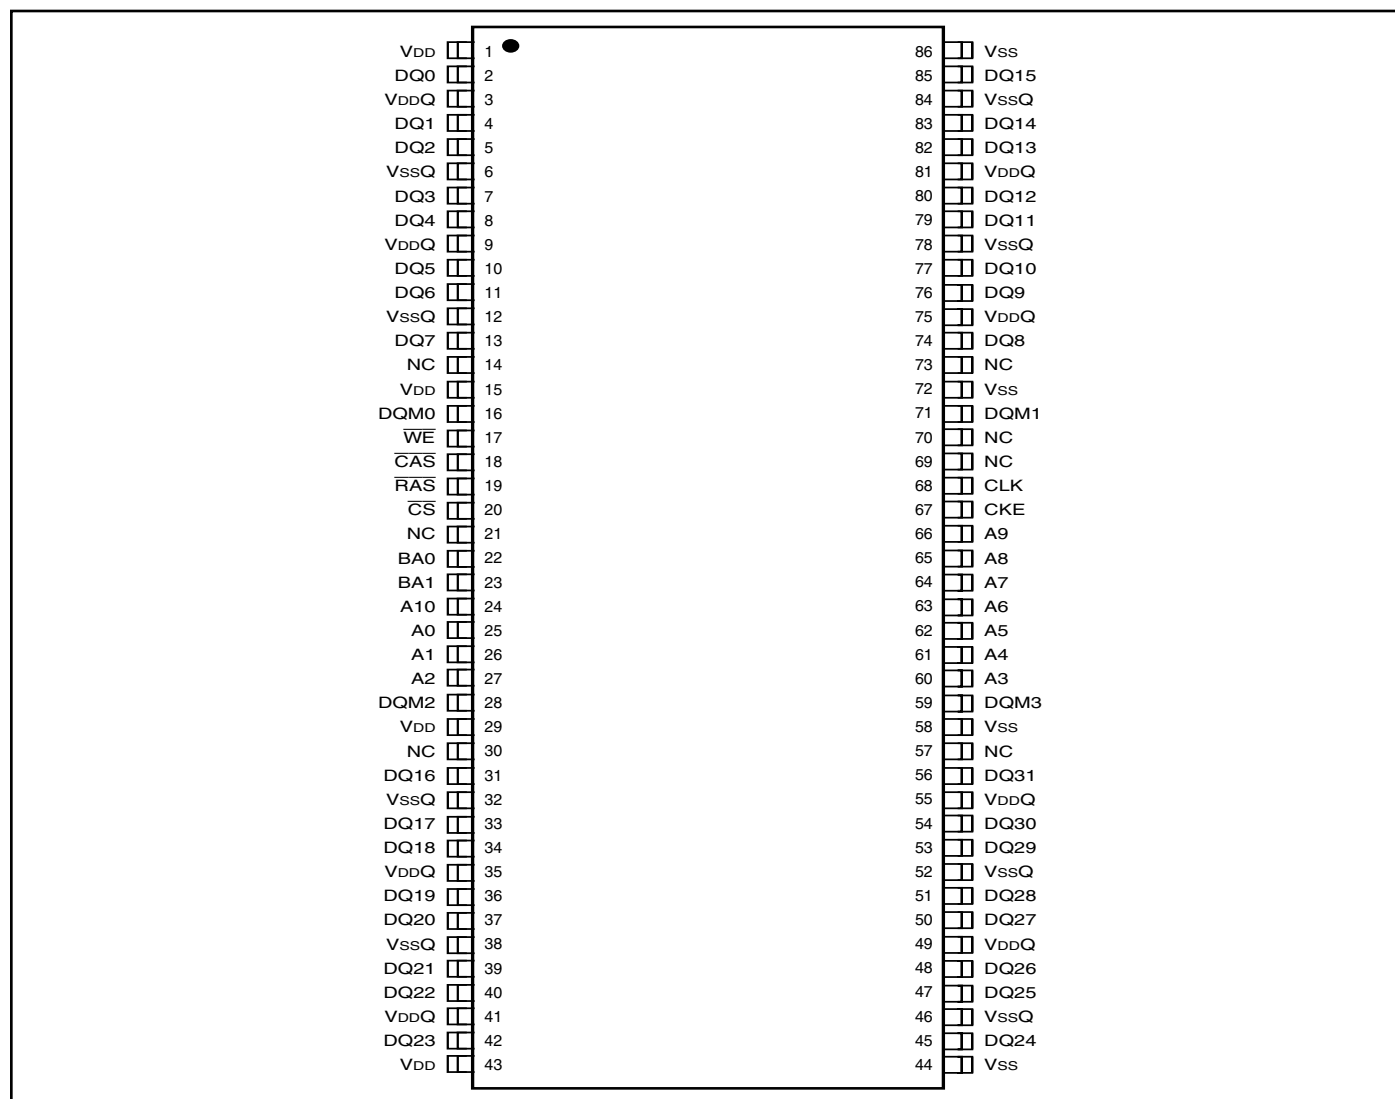 VDD 1 86 VSS
DQ0 2 85 DQ15
VDDQ 3 84 VSSQ
DQ1 4 83 DQ14
DQ2 5 82 DQ13
VSSQ 6 81 VDDQ
DQ3 7 80 DQ12
DQ4 8 79 DQ11
VDDQ 9 78 VSSQ
DQ5 10 77 DQ10
DQ6 11 76 DQ9
VSSQ 12 75 VDDQ
DQ7 13 74 DQ8
NC 14 73 NC
VDD 15 72 VSS
DQM0 16 71 DQM1
W̅E̅ 17 70 NC
C̅A̅S̅ 18 69 NC
R̅A̅S̅ 19 68 CLK
C̅S̅ 20 67 CKE
NC 21 66 A9
BA0 22 65 A8
BA1 23 64 A7
A10 24 63 A6
A0 25 62 A5
A1 26 61 A4
A2 27 60 A3
DQM2 28 59 DQM3
VDD 29 58 VSS
NC 30 57 NC
DQ16 31 56 DQ31
VSSQ 32 55 VDDQ
DQ17 33 54 DQ30
DQ18 34 53 DQ29
VDDQ 35 52 VSSQ
DQ19 36 51 DQ28
DQ20 37 50 DQ27
VSSQ 38 49 VDDQ
DQ21 39 48 DQ26
DQ22 40 47 DQ25
VDDQ 41 46 VSSQ
DQ23 42 45 DQ24
VDD 43 44 VSS